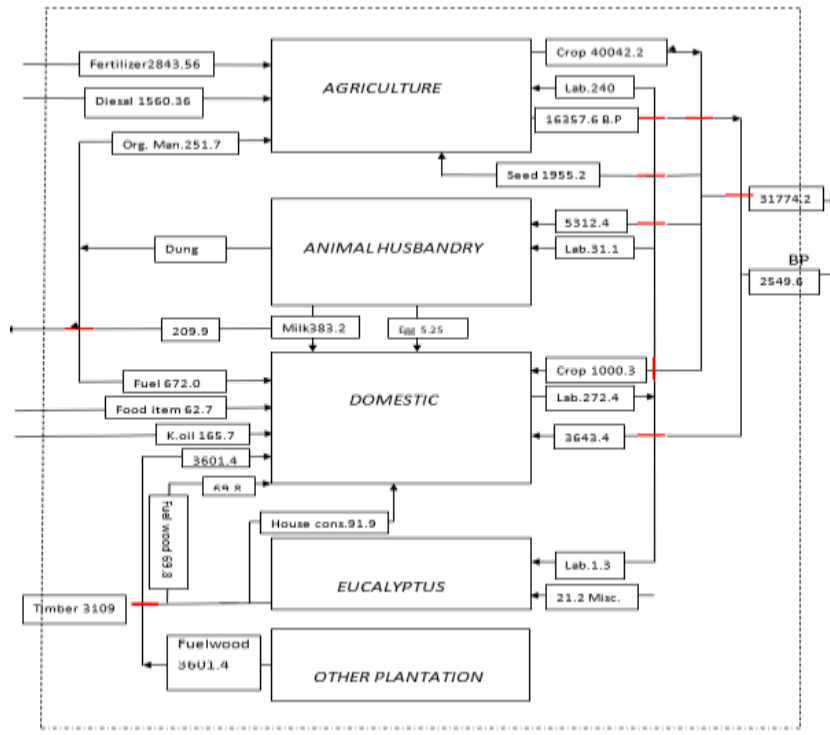 Fertilizer2843.56
Diesal 1560.36
Org. Man.251.7
AGRICULTURE
Crop 40042.2
Lab.240
16357.6 B.P
Seed 1955.2
31774.2
BP
2549.6
Dung
ANIMAL HUSBANDRY
5312.4
Lab.31.1
209.9
Milk383.2
5.25
Fuel 672.0
Food item 62.7
K.oil 165.7
3601.4
69.8
DOMESTIC
Crop 1000.3
Lab.272.4
3643.4
Fuel wood 69.8
House cons.91.9
Timber 3109
EUCALYPTUS
Lab.1.3
21.2 Misc.
Fuelwood
3601.4
OTHER PLANTATION